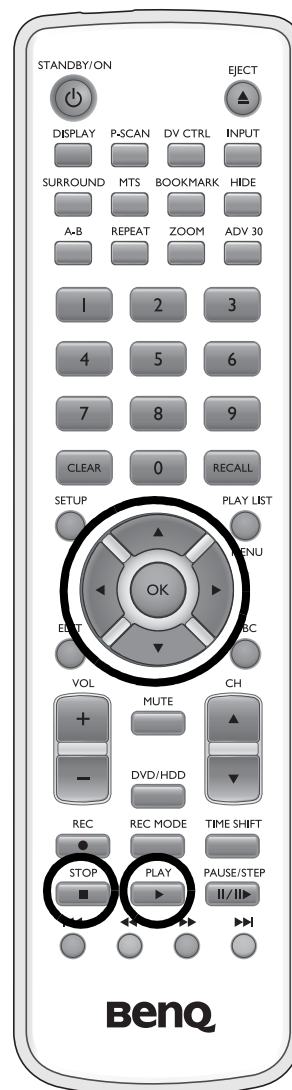 STANDBY/ON EJECT
DISPLAY P-SCAN DV CTRL INPUT
SURROUND MTS BOOKMARK HIDE
A-B REPEAT ZOOM ADV 30
1 2 3
4 5 6
7 8 9
CLEAR 0 RECALL
SETUP PLAY LIST
MENU
OK
VOL CH
MUTE
+
−
DVD/HDD
REC REC MODE TIME SHIFT
STOP PLAY PAUSE/STEP
BenQ